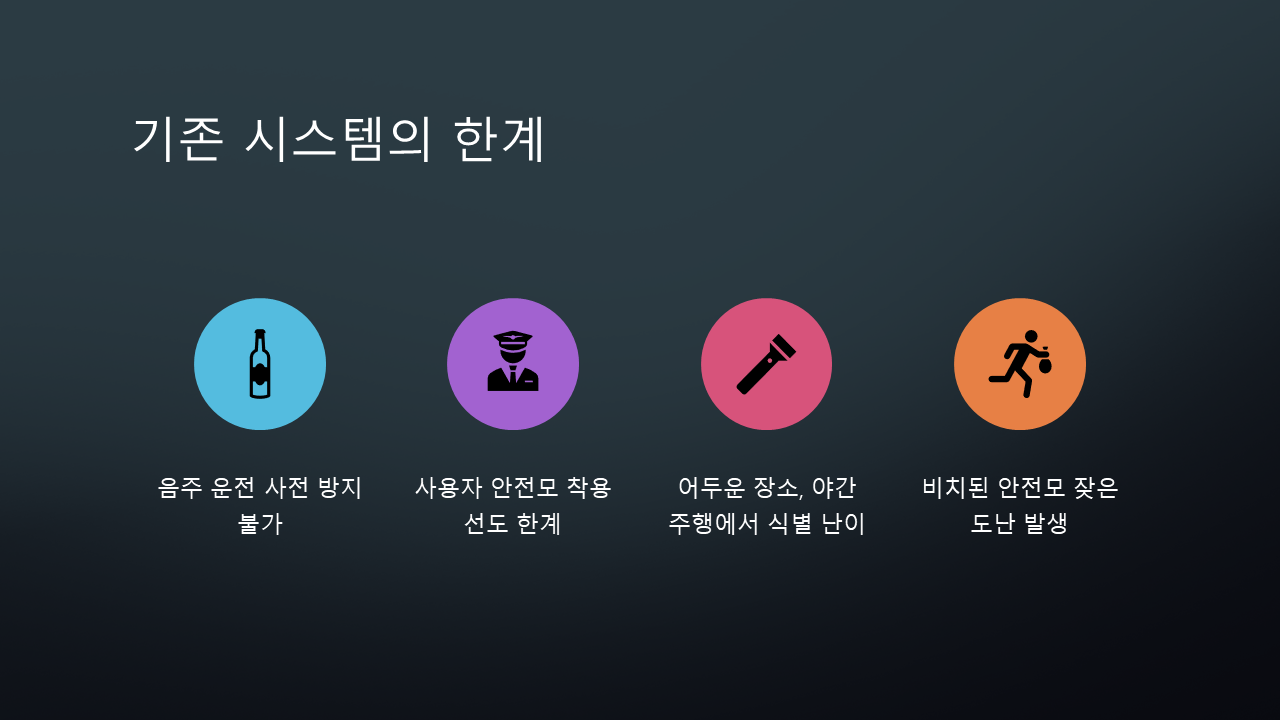 기존 시스템의 한계
음주 운전 사전 방지
불가
사용자 안전모 착용
선도 한계
어두운 장소, 야간
주행에서 식별 난이
비치된 안전모 잦은
도난 발생